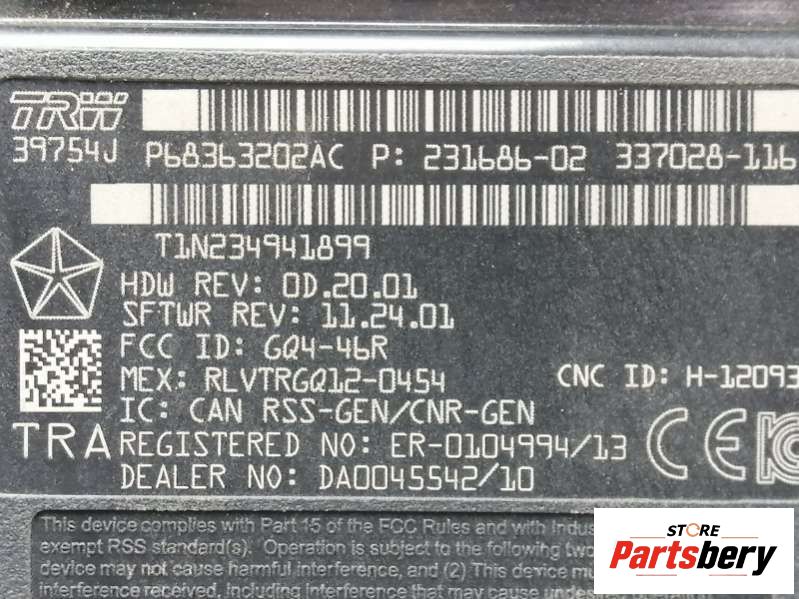 TRW
39754J P68363202AC P: 231686-02 337028-116
T1N234941899
HDW REV: 0D.20.01
SFTWR REV: 11.24.01
FCC ID: GQ4-46R
MEX: RLVTRGQ12-0454 CNC ID: H-12093
IC: CAN RSS-GEN/CNR-GEN
TRA REGISTERED NO: ER-0104994/13
DEALER NO: DA0045542/10
CE
This device complies with Part 15 of the FCC Rules and with Indus
exempt RSS standard(s). Operation is subject to the following two
device may not cause harmful interference, and (2) This device mu
interference received, including interference that may cause unde
STORE
Partsbery